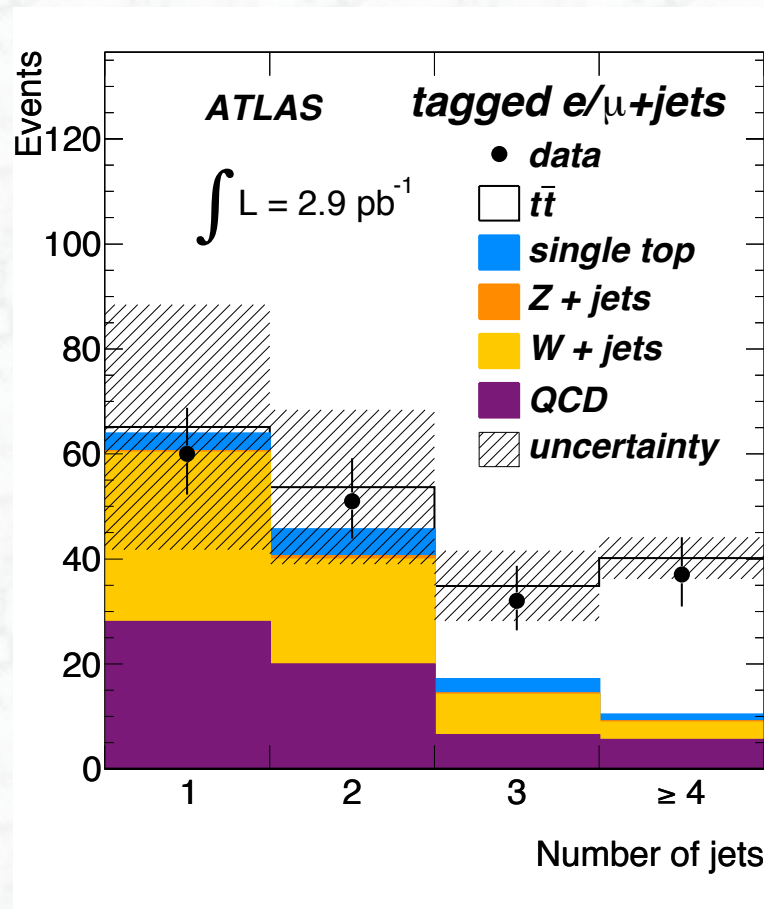 Events
ATLAS
tagged e/μ+jets
∫ L = 2.9 pb⁻¹
data
tt̄
single top
Z + jets
W + jets
QCD
uncertainty
120
100
80
60
40
20
0
1 2 3 ≥ 4
Number of jets